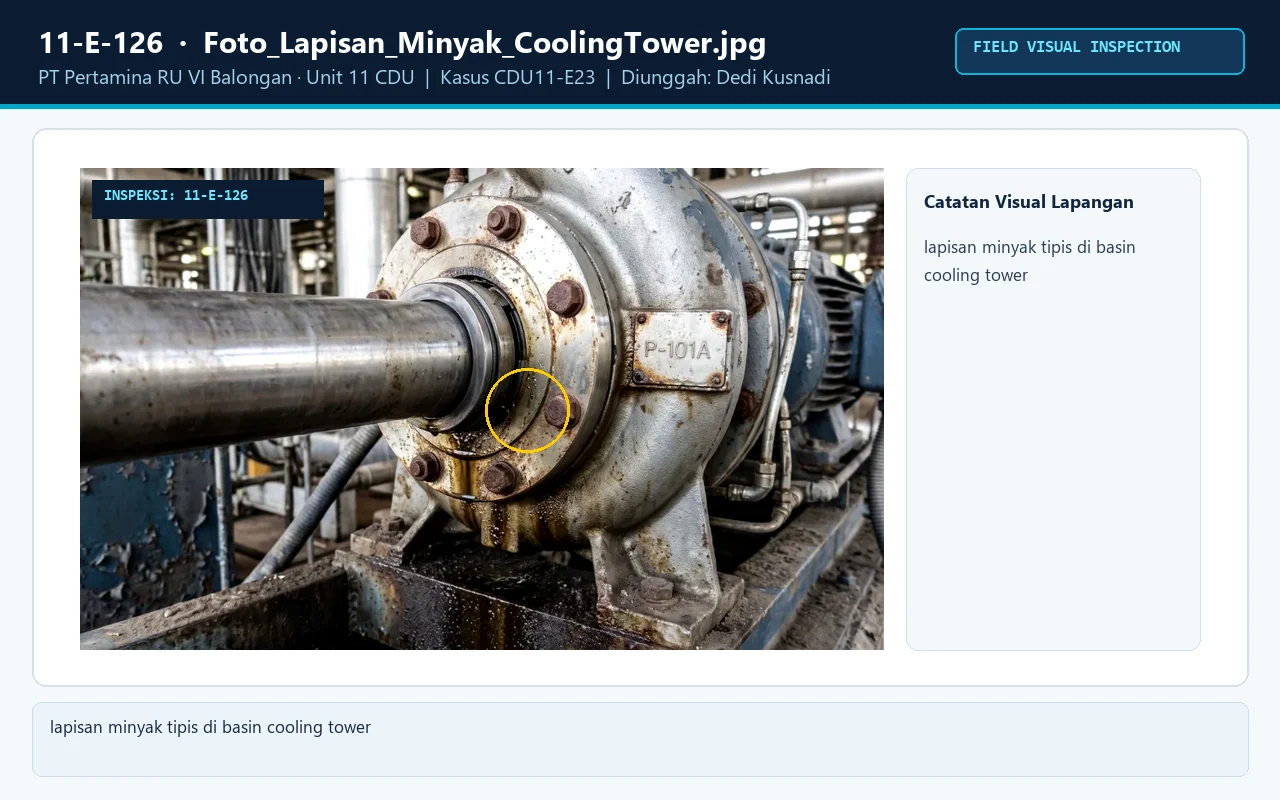 11-E-126 · Foto_Lapisan_Minyak_CoolingTower.jpg
PT Pertamina RU VI Balongan · Unit 11 CDU | Kasus CDU11-E23 | Diunggah: Dedi Kusnadi
FIELD VISUAL INSPECTION
INSPEKSI: 11-E-126
P-101A
Catatan Visual Lapangan
lapisan minyak tipis di basin
cooling tower
lapisan minyak tipis di basin cooling tower